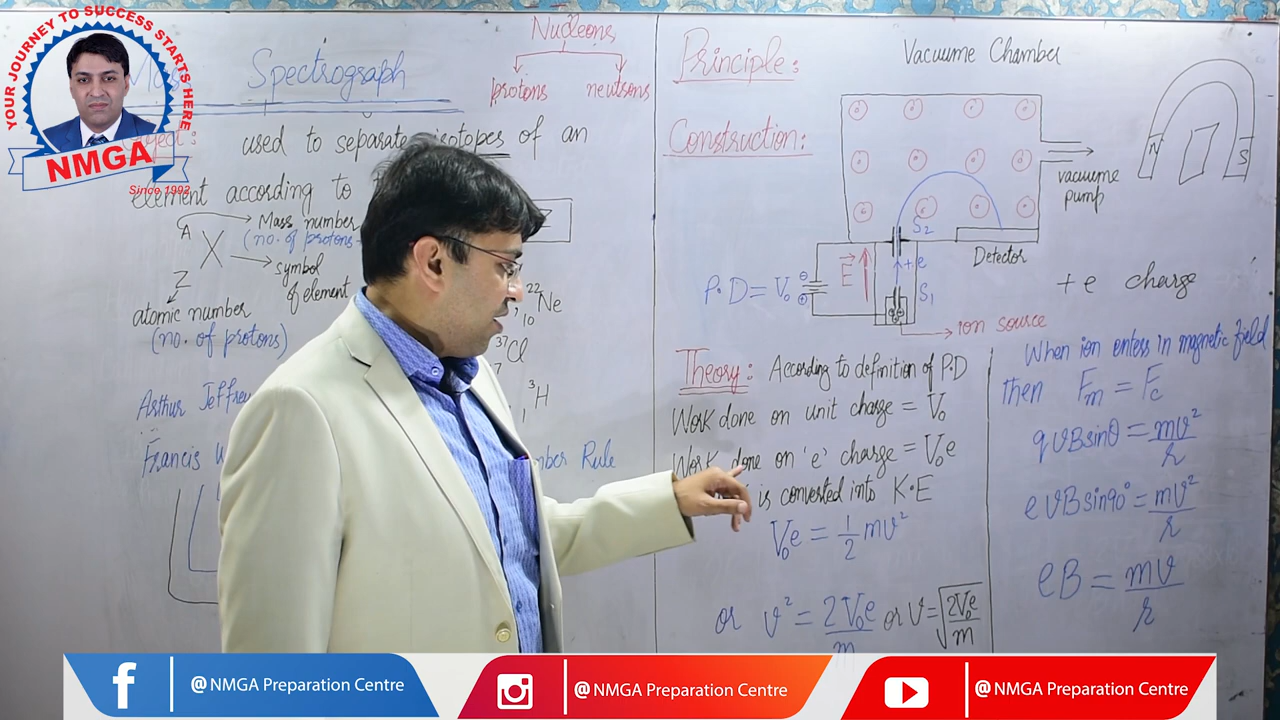 YOUR JOURNEY TO SUCCESS STARTS HERE
NMGA
Since 1992
Spectrograph
Nucleons
protons neutrons
used to separate isotopes of an
element according to
A
X
Z
Mass number
(no. of protons
symbol
of element
atomic number
(no. of protons)
22
10 Ne
37
Cl
3
1 H
Arthur Jeffrey
Francis
Rule
Principle:
Construction:
Vacuume Chamber
N
S
vacuume
pump
S2
Detector
P.D = V₀
E
+e
S1
ion source
+e charge
Theory: According to definition of P.D
Work done on unit charge = V₀
Work done on 'e' charge = V₀e
is converted into K.E
V₀e = 1/2 mv²
or v² = 2V₀e/m or v = √2V₀e/m
When ion enters in magnetic field
then Fm = Fc
qvBsinθ = mv²/r
evBsin90° = mv²/r
eB = mv/r
@NMGA Preparation Centre
@NMGA Preparation Centre
@NMGA Preparation Centre